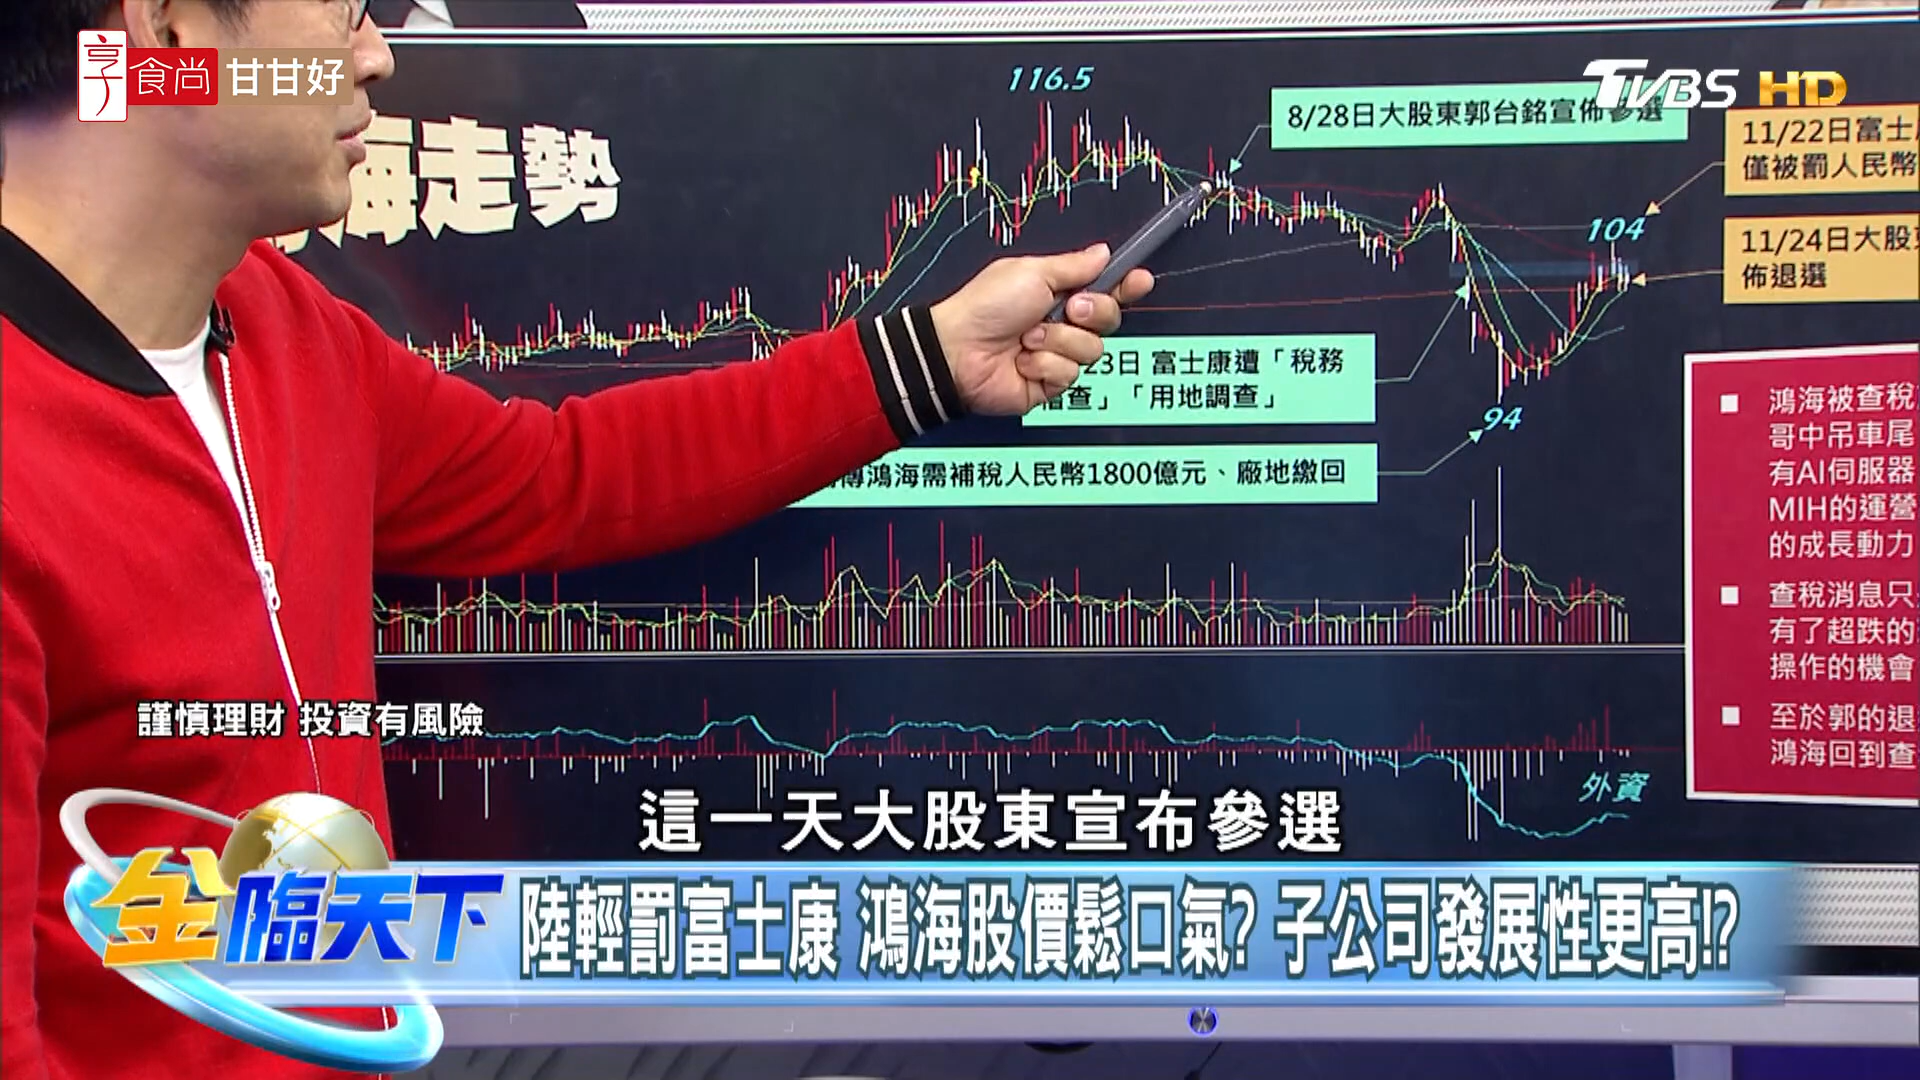 享 食尚 甘甘好
TVBS HD
海走勢
116.5
8/28日大股東郭台銘宣佈參選
11/22日富士
僅被罰人民幣
104
11/24日大股
佈退選
23日 富士康遭「稅務
稽查」「用地調查」
94
傳鴻海需補稅人民幣1800億元、廠地繳回
■ 鴻海被查稅
哥中吊車尾
有AI伺服器
MIH的運營
的成長動力
■ 查稅消息只
有了超跌的
操作的機會
■ 至於郭的退
鴻海回到查
外資
謹慎理財 投資有風險
這一天大股東宣布參選
金臨天下
陸輕罰富士康 鴻海股價鬆口氣? 子公司發展性更高!?